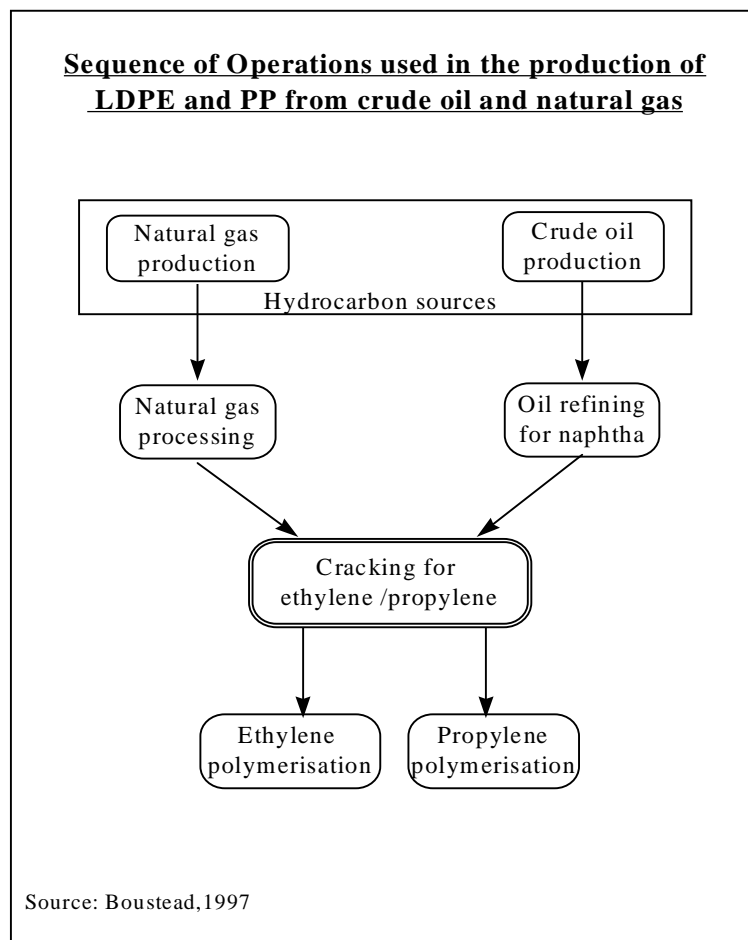 Sequence of Operations used in the production of
LDPE and PP from crude oil and natural gas
Natural gas
production
Crude oil
production
Hydrocarbon sources
Natural gas
processing
Oil refining
for naphtha
Cracking for
ethylene /propylene
Ethylene
polymerisation
Propylene
polymerisation
Source: Boustead,1997